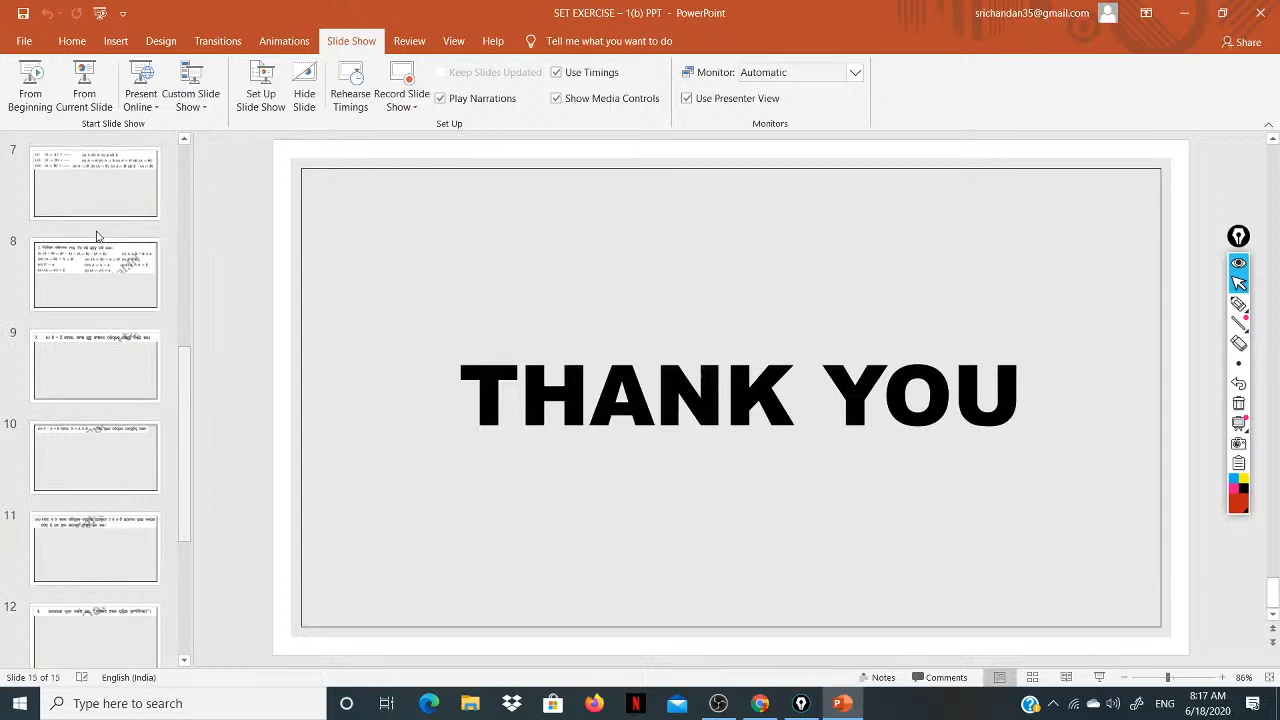 SET EXERCISE – 1(b) PPT - PowerPoint
srichandan35@gmail.com
File Home Insert Design Transitions Animations Slide Show Review View Help Tell me what you want to do
Share
From Beginning
From Current Slide
Present Online
Custom Slide Show
Set Up Slide Show
Hide Slide
Rehearse Timings
Record Slide Show
Keep Slides Updated
Play Narrations
Use Timings
Show Media Controls
Monitor: Automatic
Use Presenter View
Start Slide Show
Set Up
Monitors
7
8
9
10
11
12
THANK YOU
Slide 15 of 15 English (India)
Notes Comments 86%
Type here to search
ENG
8:17 AM
6/18/2020